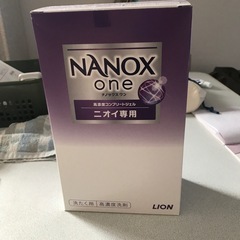 NANOX
one
ナノックス ワン
高濃度コンプリートジェル
ニオイ専用
洗たく用 高濃度洗剤
LION